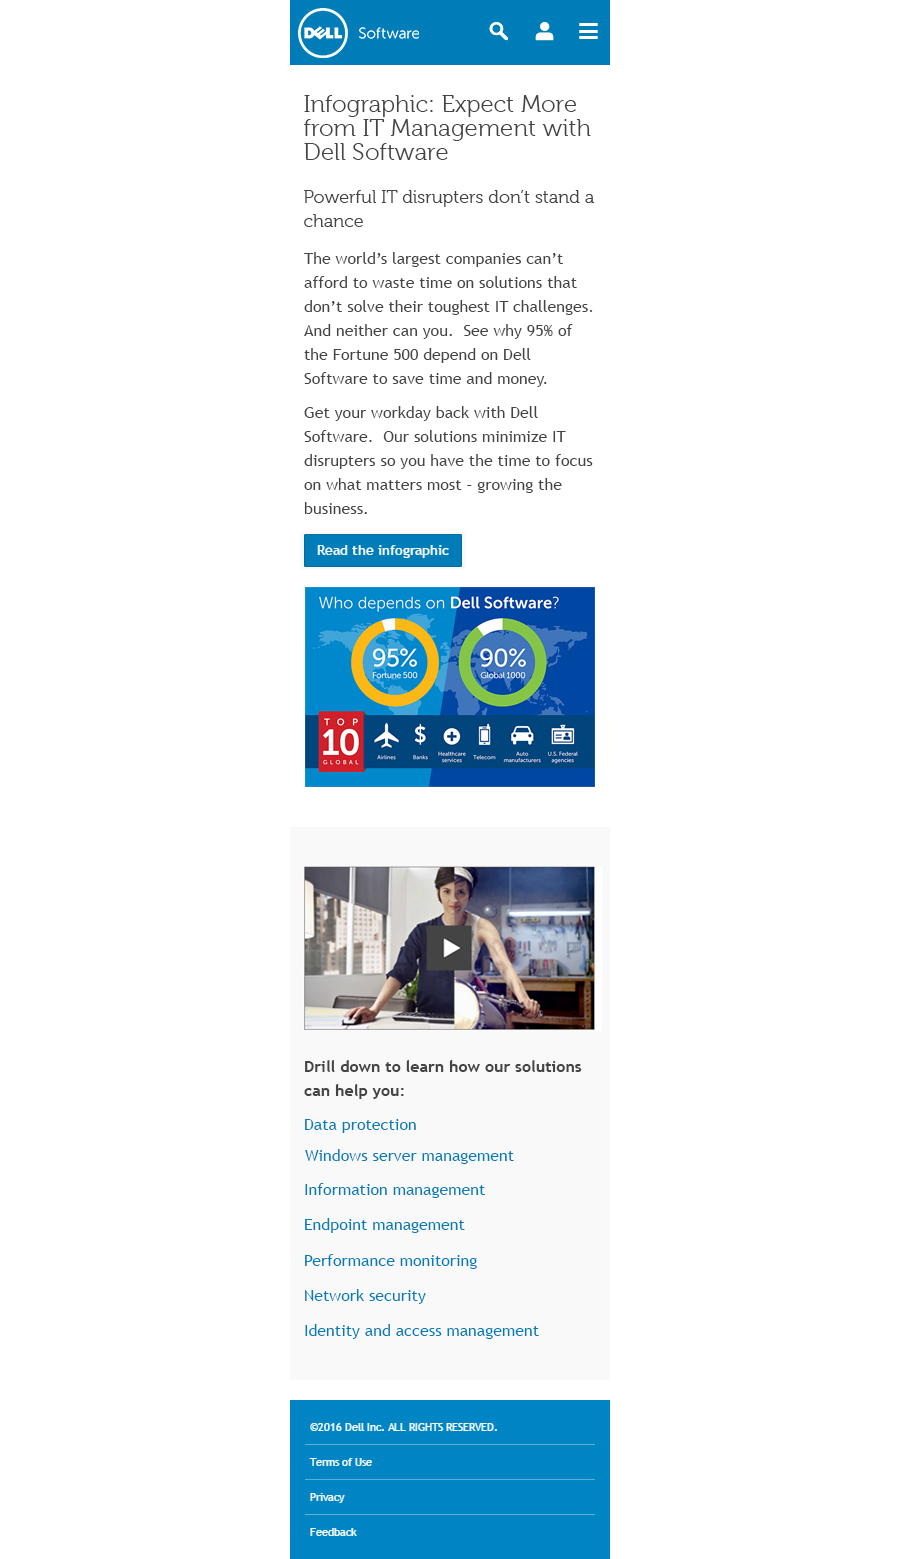 DELL Software
Infographic: Expect More
from IT Management with
Dell Software
Powerful IT disrupters don’t stand a
chance
The world’s largest companies can’t
afford to waste time on solutions that
don’t solve their toughest IT challenges.
And neither can you.  See why 95% of
the Fortune 500 depend on Dell
Software to save time and money.
Get your workday back with Dell
Software.  Our solutions minimize IT
disrupters so you have the time to focus
on what matters most – growing the
business.
Read the infographic
Who depends on Dell Software?
95%
Fortune 500
90%
Global 1000
TOP
10
GLOBAL
Airlines
Banks
Healthcare
services
Telecom
Auto
manufacturers
U.S. Federal
agencies
Drill down to learn how our solutions
can help you:
Data protection
Windows server management
Information management
Endpoint management
Performance monitoring
Network security
Identity and access management
©2016 Dell Inc. ALL RIGHTS RESERVED.
Terms of Use
Privacy
Feedback